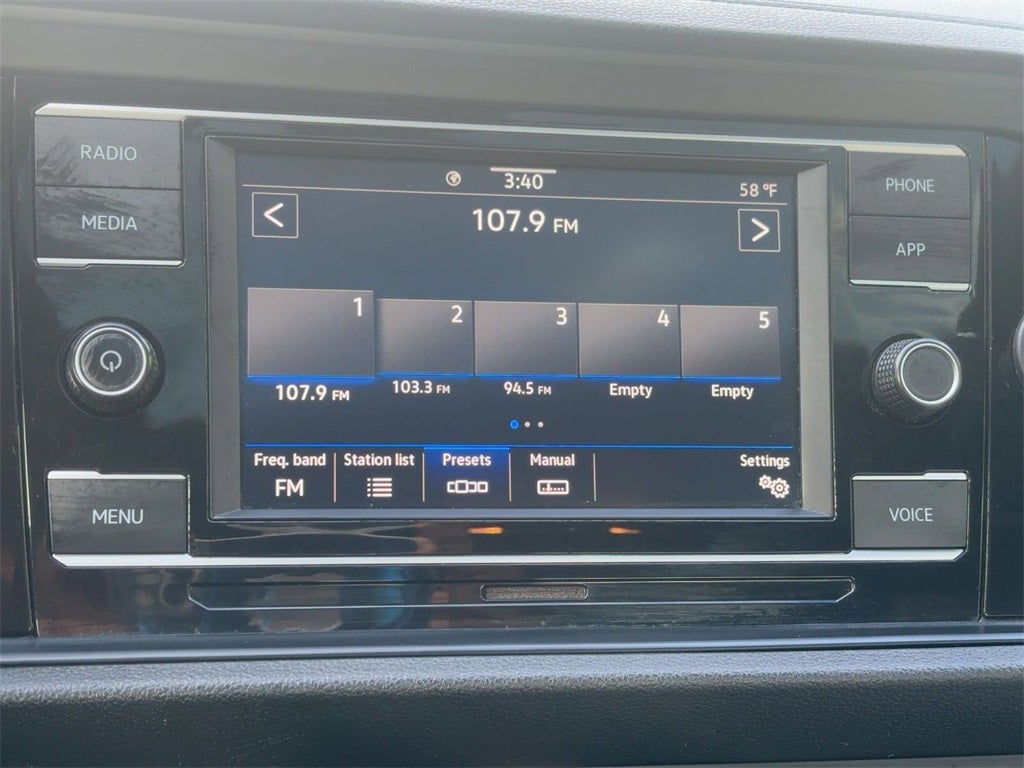 RADIO
MEDIA
3:40
58 °F
<
107.9 FM
>
PHONE
APP
1
2
3
4
5
107.9 FM
103.3 FM
94.5 FM
Empty
Empty
Freq. band
Station list
Presets
Manual
Settings
FM
MENU
VOICE